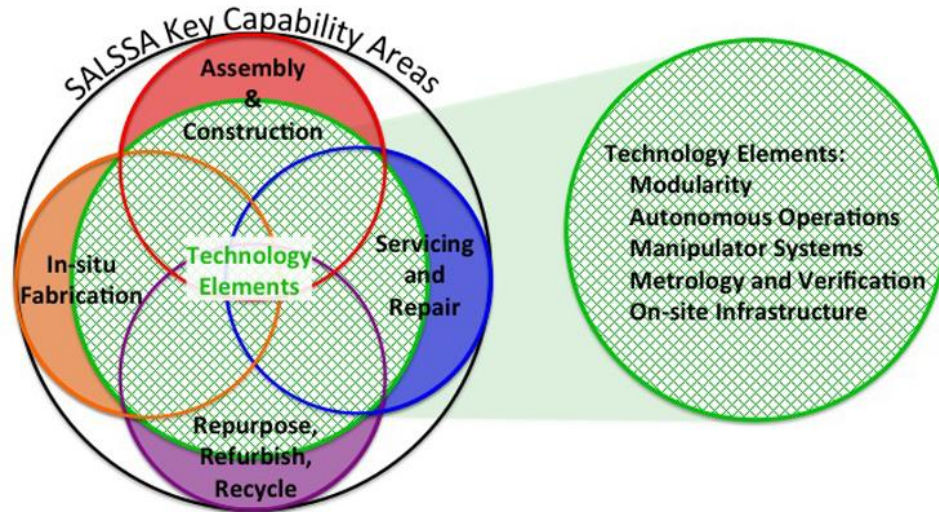 SALSSA Key Capability Areas
Assembly
&
Construction
In-situ
Fabrication
Technology
Elements
Servicing
and
Repair
Repurpose,
Refurbish,
Recycle
Technology Elements:
Modularity
Autonomous Operations
Manipulator Systems
Metrology and Verification
On-site Infrastructure